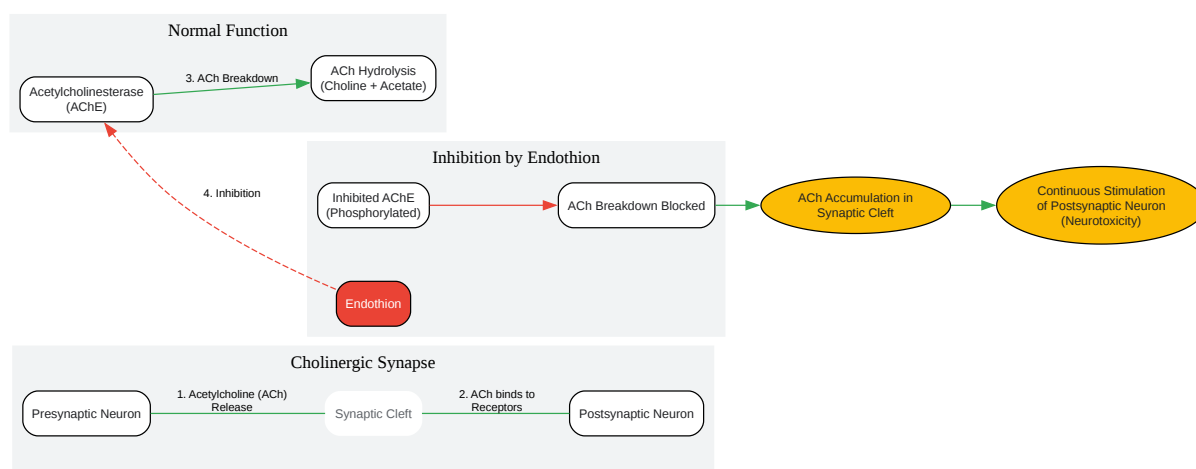 Normal Function
Acetylcholinesterase
(AChE)
3. ACh Breakdown
ACh Hydrolysis
(Choline + Acetate)
4. Inhibition
Inhibition by Endothion
Inhibited AChE
(Phosphorylated)
ACh Breakdown Blocked
Endothion
ACh Accumulation in
Synaptic Cleft
Continuous Stimulation
of Postsynaptic Neuron
(Neurotoxicity)
Cholinergic Synapse
Presynaptic Neuron
1. Acetylcholine (ACh)
Release
Synaptic Cleft
2. ACh binds to
Receptors
Postsynaptic Neuron